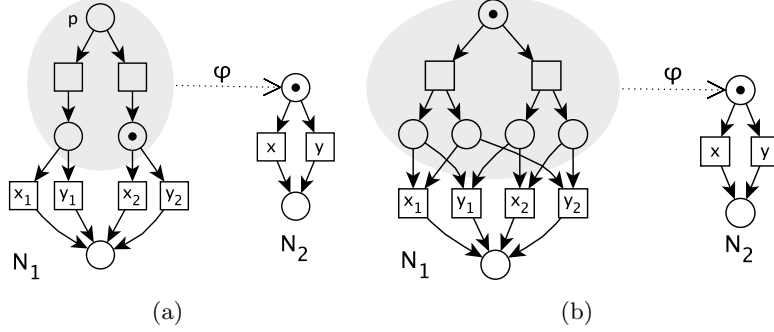 p
φ
x y
x₁ y₁ x₂ y₂
N₁
N₂
(a)
φ
x y
x₁ y₁ x₂ y₂
N₁
N₂
(b)